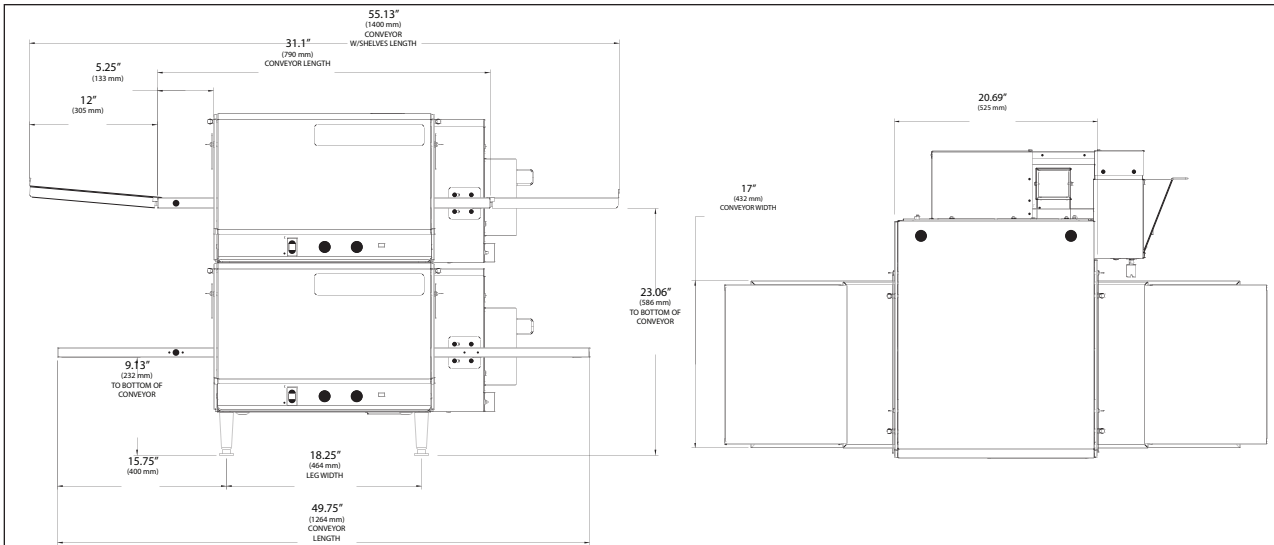 55.13"
(1400 mm)
CONVEYOR
W/SHELVES LENGTH
31.1"
(790 mm)
CONVEYOR LENGTH
5.25"
(133 mm)
12"
(305 mm)
23.06"
(586 mm)
TO BOTTOM OF
CONVEYOR
9.13"
(232 mm)
TO BOTTOM OF
CONVEYOR
15.75"
(400 mm)
18.25"
(464 mm)
LEG WIDTH
49.75"
(1264 mm)
CONVEYOR
LENGTH
20.69"
(525 mm)
17"
(432 mm)
CONVEYOR WIDTH